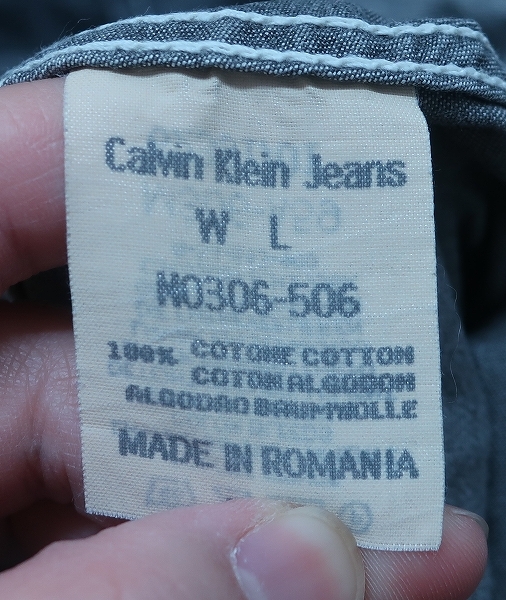 Calvin Klein Jeans
W L
N0306-506
100% COTONE COTTON
COTON ALGODON
ALGODAO BAUMWOLLE
MADE IN ROMANIA